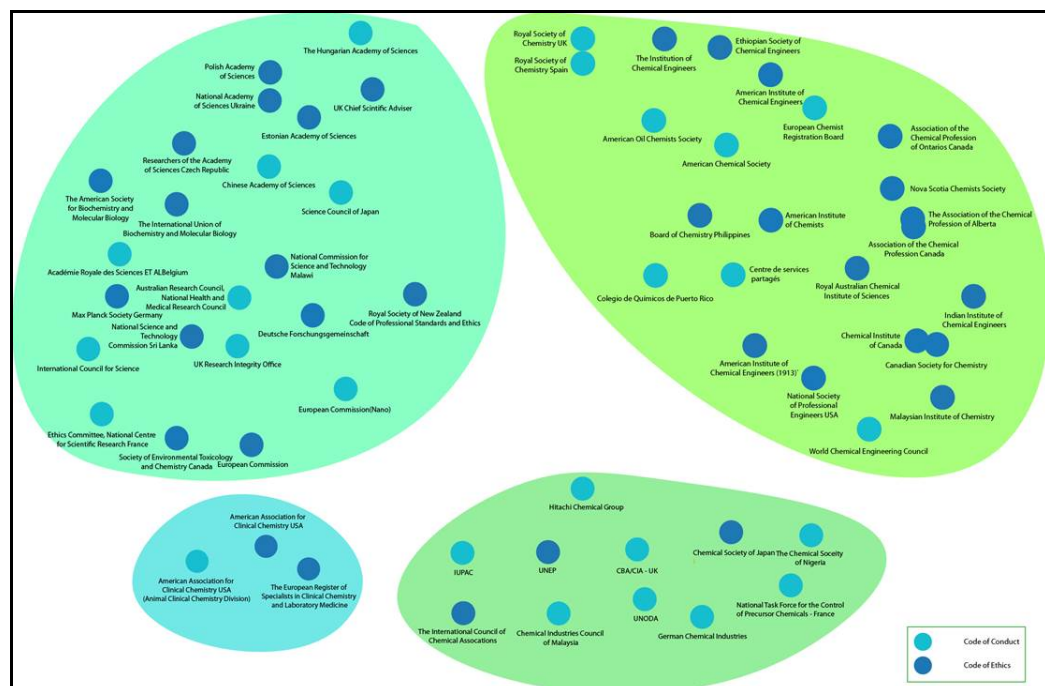 The Hungarian Academy of Sciences
Polish Academy
of Sciences
National Academy
of Sciences Ukraine
UK Chief Scintific Adviser
Estonian Academy of Sciences
Researchers of the Academy
of Sciences Czech Republic
Chinese Academy of Sciences
Science Council of Japan
The American Society
for Biochemistry and
Molecular Biology
The International Union of
Biochemistry and Molecular Biology
Académie Royale des Sciences ET ALBelgium
National Commission for
Science and Technology
Malawi
Australian Research Council,
National Health and
Medical Research Council
Max Planck Society Germany
Royal Society of New Zealand
Code of Professional Standards and Ethics
National Science and
Technology
Commission Sri Lanka
Deutsche Forschungsgemeinschaft
UK Research Integrity Office
International Council for Science
European Commission(Nano)
Ethics Committee, National Centre
for Scientific Research France
Society of Environmental Toxicology
and Chemistry Canada
European Commission
Royal Society of
Chemistry UK
Royal Society of
Chemistry Spain
The Institution of
Chemical Engineers
Ethiopian Society of
Chemical Engineers
American Institute of
Chemical Engineers
European Chemist
Registration Board
American Oil Chemists Society
American Chemical Society
Association of the
Chemical Profession
of Ontarios Canada
Nova Scotia Chemists Society
Board of Chemistry Philippines
American Institute
of Chemists
The Association of the Chemical
Profession of Alberta
Association of the Chemical
Profession Canada
Colegio de Químicos de Puerto Rico
Centre de services
partagés
Royal Australian Chemical
Institute of Sciences
Indian Institute of
Chemical Engineers
Chemical Institute
of Canada
Canadian Society for Chemistry
American Institute of
Chemical Engineers (1913)
National Society
of Professional
Engineers USA
Malaysian Institute of Chemistry
World Chemical Engineering Council
American Association for
Clinical Chemistry USA
American Association for
Clinical Chemistry USA
(Animal Clinical Chemistry Division)
The European Register of
Specialists in Clinical Chemistry
and Laboratory Medicine
Hitachi Chemical Group
IUPAC
UNEP
CBA/CIA - UK
Chemical Society of Japan
The Chemical Soceity
of Nigeria
National Task Force for the Control
of Precursor Chemicals - France
The International Council of
Chemical Assocations
Chemical Industries Council
of Malaysia
UNODA
German Chemical Industries
Code of Conduct
Code of Ethics